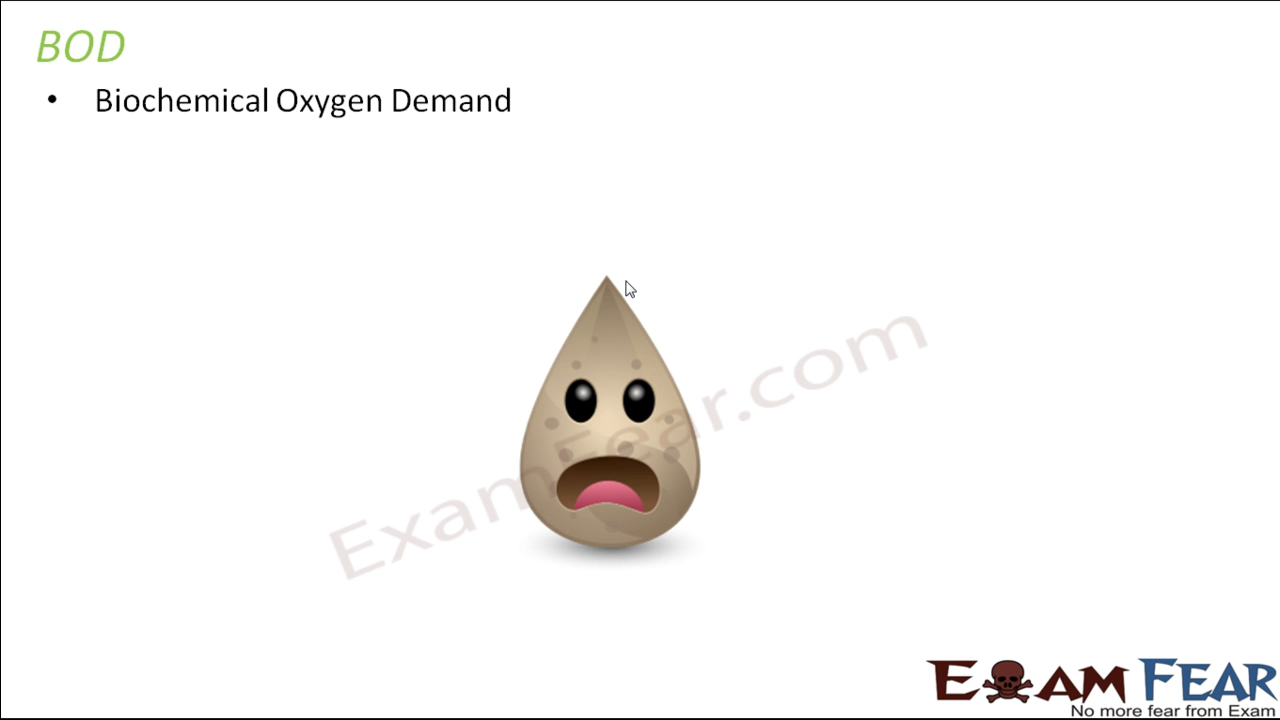 BOD
• Biochemical Oxygen Demand
ExamFear.com
EXAM FEAR
No more fear from Exam